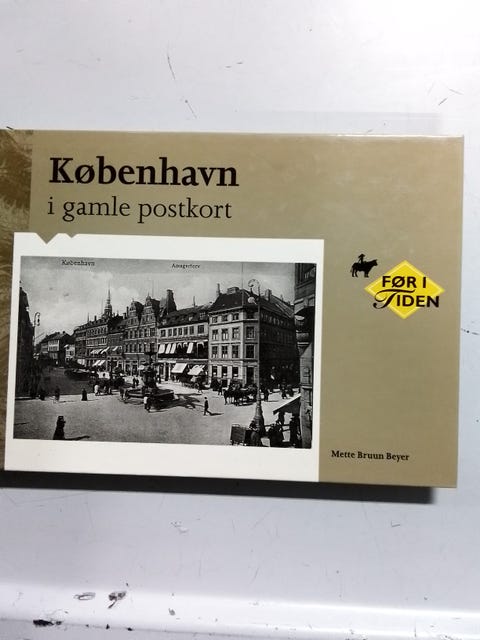 København
i gamle postkort
København
Amagertorv
FØR I
TIDEN
Mette Bruun Beyer